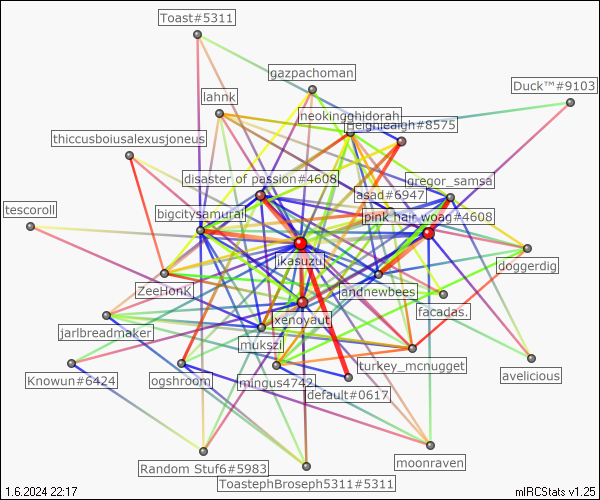 Toast#5311
gazpachoman
Duck™#9103
lahnk
neokingghidorah
Heighleaigh#8575
thiccusboiusalexusjoneus
disaster of passion#4608
gregor_samsa
asad#6947
tescoroll
bigcitysamurai
pink hair woag#4608
jkasuzu
doggerdig
ZeeHonk
andnewbees
facadas.
xenoyaut
jarlbreadmaker
mukszi
turkey_mcnugget
avelicious
Knowun#6424
ogshroom
mingus4742
default#0617
Random Stuf6#5983
moonraven
ToastephBroseph5311#5311
1.6.2024 22:17
mIRCStats v1.25